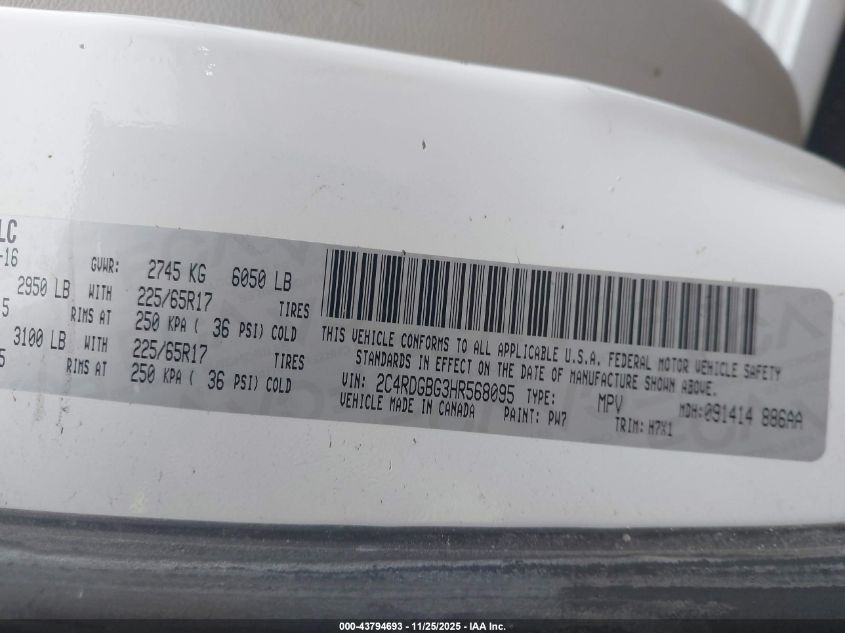 LC
-16
GVWR: 2745 KG 6050 LB
2950 LB WITH 225/65R17 TIRES
5 RIMS AT 250 KPA ( 36 PSI) COLD
3100 LB WITH 225/65R17 TIRES
5 RIMS AT 250 KPA ( 36 PSI) COLD
THIS VEHICLE CONFORMS TO ALL APPLICABLE U.S.A. FEDERAL MOTOR VEHICLE SAFETY
STANDARDS IN EFFECT ON THE DATE OF MANUFACTURE SHOWN ABOVE.
VIN: 2C4RDGBG3HR568095 TYPE: MPV MDH:091414 886AA
VEHICLE MADE IN CANADA PAINT: PW7 TRIM: H7X1
000-43794693 - 11/25/2025 - IAA Inc.